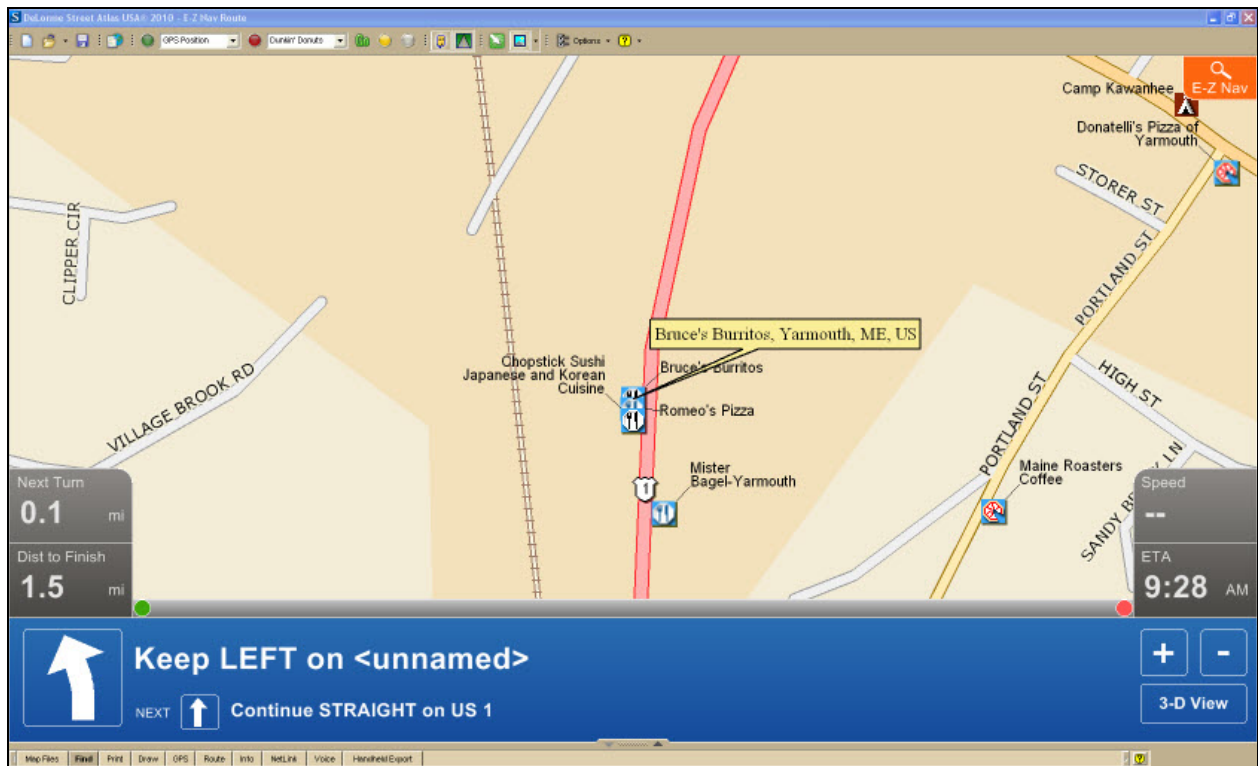 DeLorme Street Atlas USA® 2010 - E-Z Nav Route
GPS Position
Dunkin' Donuts
Options
E-Z Nav
Camp Kawanhee
Donatelli's Pizza of
Yarmouth
STORER ST
CLIPPER CIR
PORTLAND ST
Bruce's Burritos, Yarmouth, ME, US
Chopstick Sushi
Japanese and Korean
Cuisine
Bruce's Burritos
Romeo's Pizza
HIGH ST
VILLAGE BROOK RD
PORTLAND ST
Mister
Bagel-Yarmouth
1
Maine Roasters
Coffee
SANDY
LN
Next Turn
0.1 mi
Dist to Finish
1.5 mi
Speed
--
ETA
9:28 AM
Keep LEFT on <unnamed>
NEXT Continue STRAIGHT on US 1
+ -
3-D View
Map Files Find Print Draw GPS Route Info NetLink Voice Handheld Export